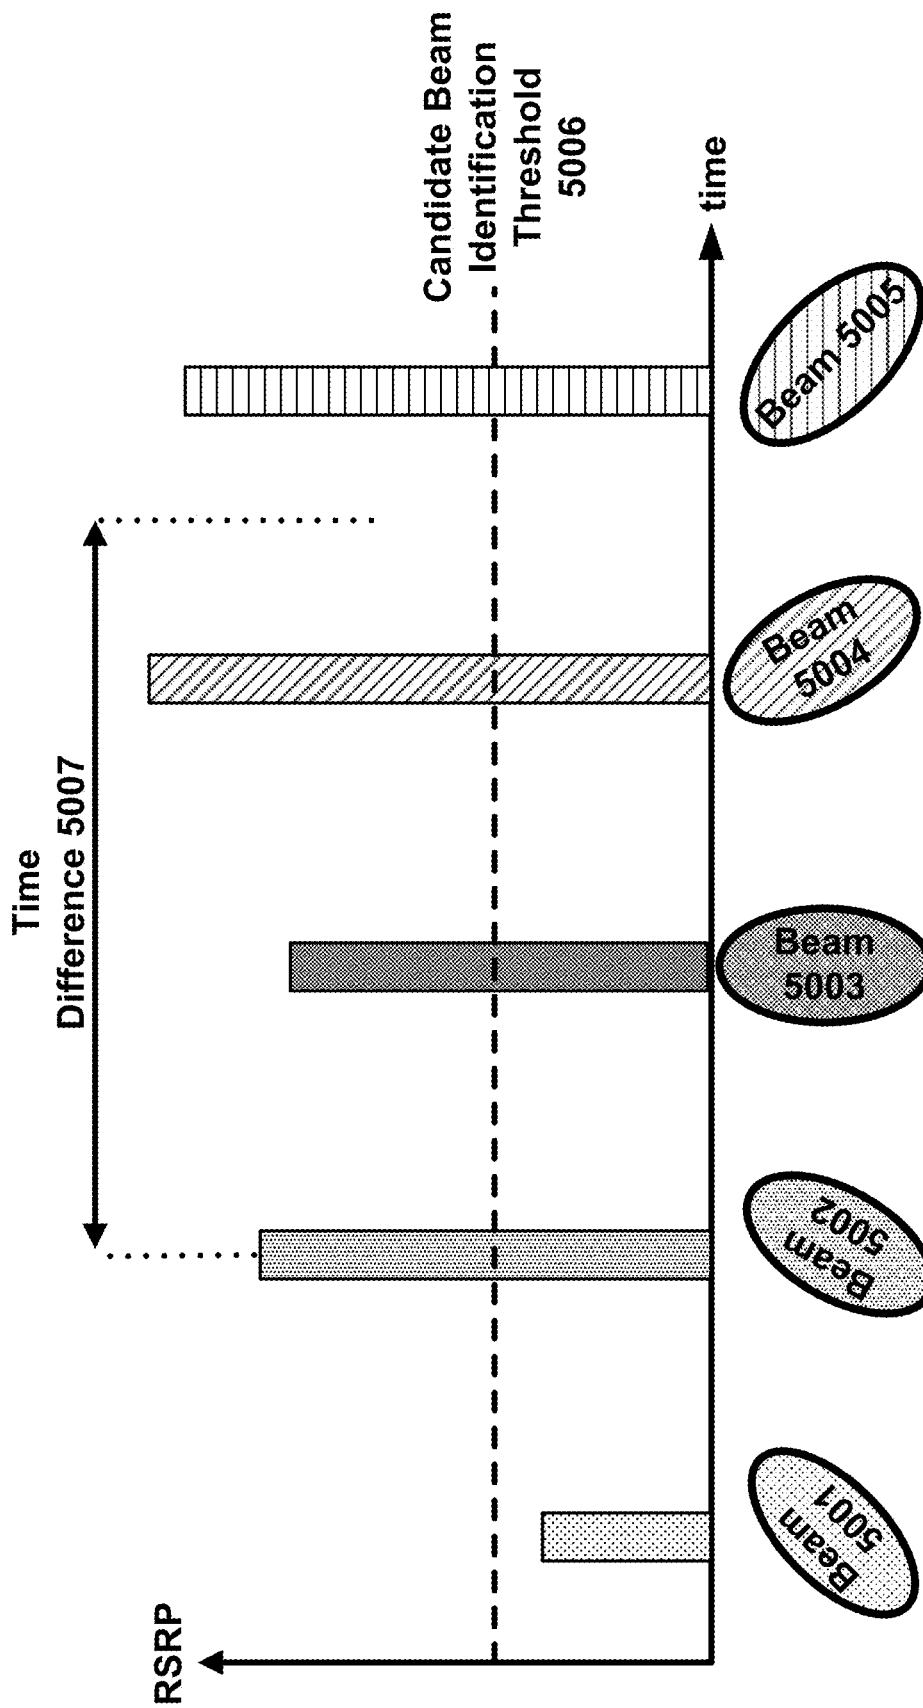 Time
Difference 5007
RSRP
Candidate Beam
Identification
Threshold
5006
time
Beam
5001
Beam
5002
Beam
5003
Beam
5004
Beam 5005